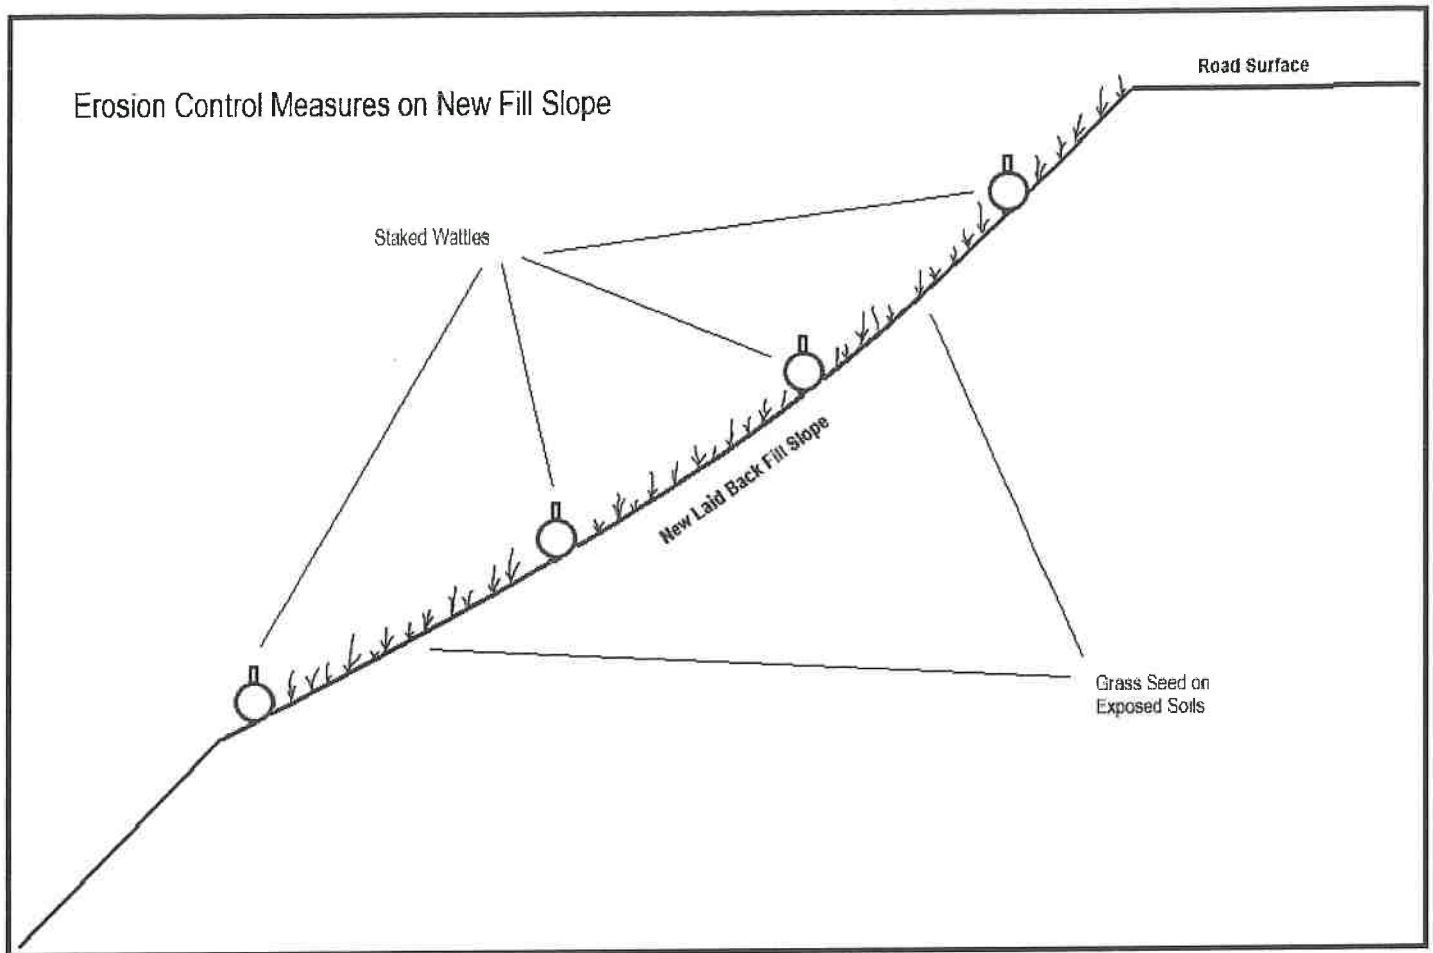 Road Surface
Erosion Control Measures on New Fill Slope
Staked Wattles
New Laid Back Fill Slope
Grass Seed on
Exposed Soils